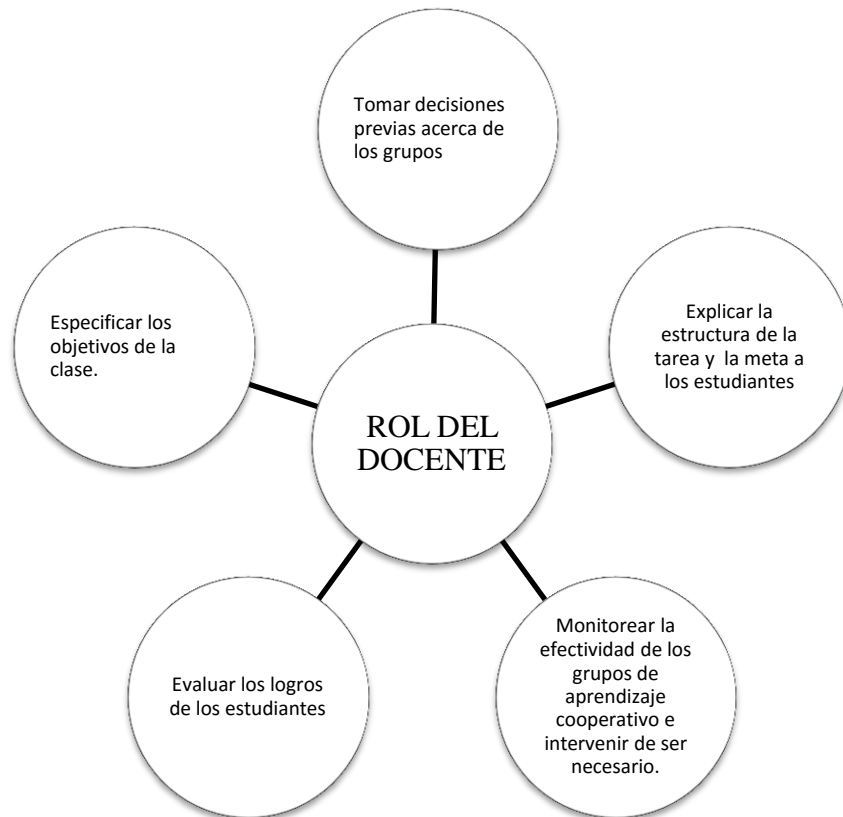 Tomar decisiones
previas acerca de
los grupos
Especificar los
objetivos de la
clase.
Explicar la
estructura de la
tarea y  la meta a
los estudiantes
ROL DEL
DOCENTE
Evaluar los logros
de los estudiantes
Monitorear la
efectividad de los
grupos de
aprendizaje
cooperativo e
intervenir de ser
necesario.